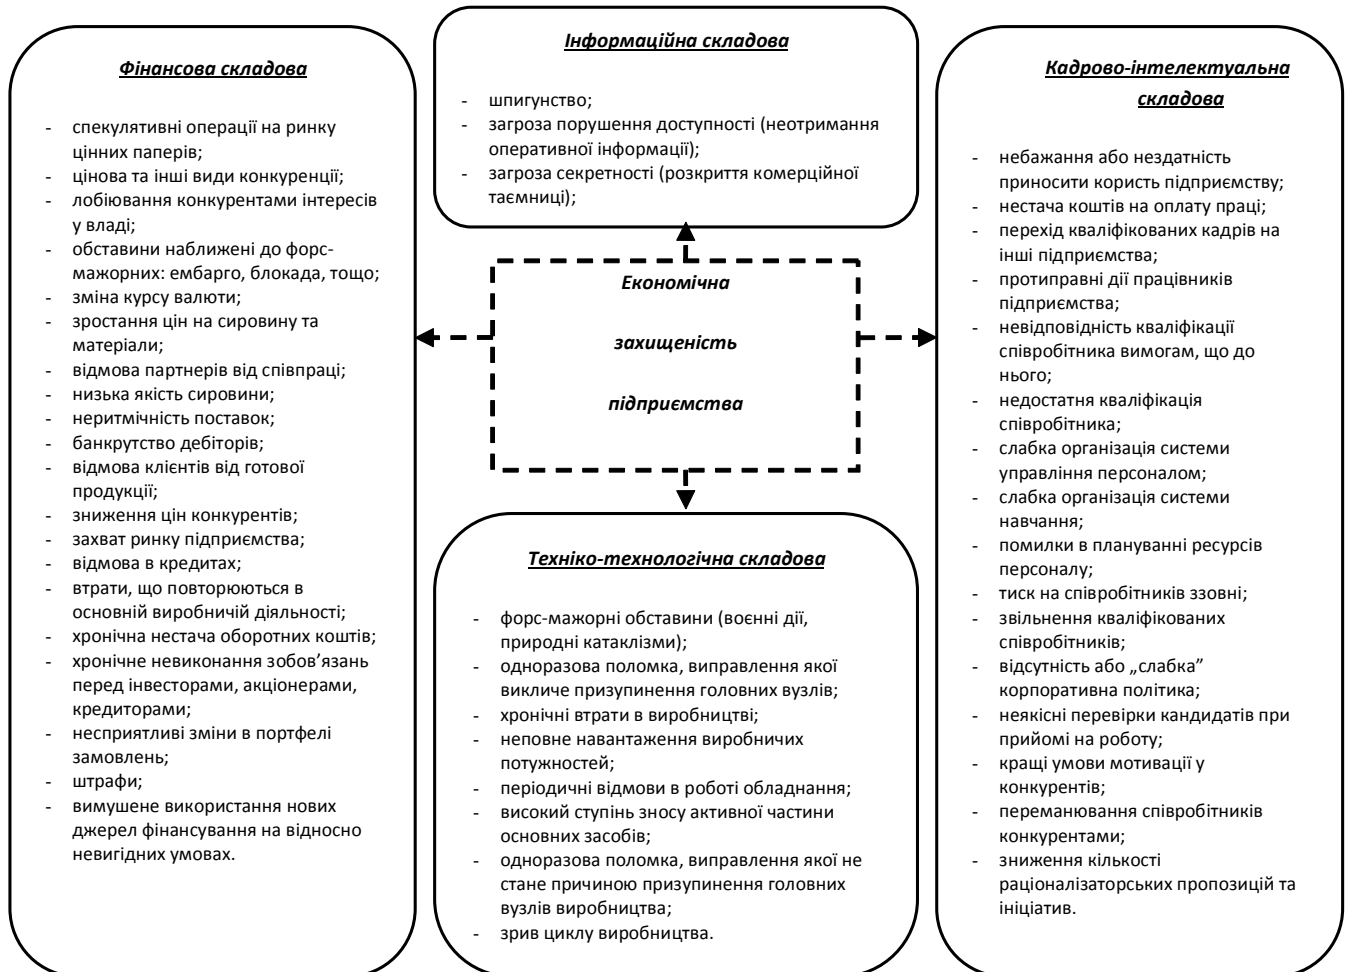 Фінансова складова
- спекулятивні операції на ринку
цінних паперів;
- цінова та інші види конкуренції;
- лобіювання конкурентами інтересів
у владі;
- обставини наближені до форс-
мажорних: ембарго, блокада, тощо;
- зміна курсу валюти;
- зростання цін на сировину та
матеріали;
- відмова партнерів від співпраці;
- низька якість сировини;
- неритмічність поставок;
- банкрутство дебіторів;
- відмова клієнтів від готової
продукції;
- зниження цін конкурентів;
- захват ринку підприємства;
- відмова в кредитах;
- втрати, що повторюються в
основній виробничій діяльності;
- хронічна нестача оборотних коштів;
- хронічне невиконання зобов’язань
перед інвесторами, акціонерами,
кредиторами;
- несприятливі зміни в портфелі
замовлень;
- штрафи;
- вимушене використання нових
джерел фінансування на відносно
невигідних умовах.
Інформаційна складова
- шпигунство;
- загроза порушення доступності (неотримання
оперативної інформації);
- загроза секретності (розкриття комерційної
таємниці);
Економічна
захищеність
підприємства
Техніко-технологічна складова
- форс-мажорні обставини (воєнні дії,
природні катаклізми);
- одноразова поломка, виправлення якої
викличе призупинення головних вузлів;
- хронічні втрати в виробництві;
- неповне навантаження виробничих
потужностей;
- періодичні відмови в роботі обладнання;
- високий ступінь зносу активної частини
основних засобів;
- одноразова поломка, виправлення якої не
стане причиною призупинення головних
вузлів виробництва;
- зрив циклу виробництва.
Кадрово-інтелектуальна
складова
- небажання або нездатність
приносити користь підприємству;
- нестача коштів на оплату праці;
- перехід кваліфікованих кадрів на
інші підприємства;
- протиправні дії працівників
підприємства;
- невідповідність кваліфікації
співробітника вимогам, що до
нього;
- недостатня кваліфікація
співробітника;
- слабка організація системи
управління персоналом;
- слабка організація системи
навчання;
- помилки в плануванні ресурсів
персоналу;
- тиск на співробітників ззовні;
- звільнення кваліфікованих
співробітників;
- відсутність або „слабка”
корпоративна політика;
- неякісні перевірки кандидатів при
прийомі на роботу;
- кращі умови мотивації у
конкурентів;
- переманювання співробітників
конкурентами;
- зниження кількості
раціоналізаторських пропозицій та
ініціатив.